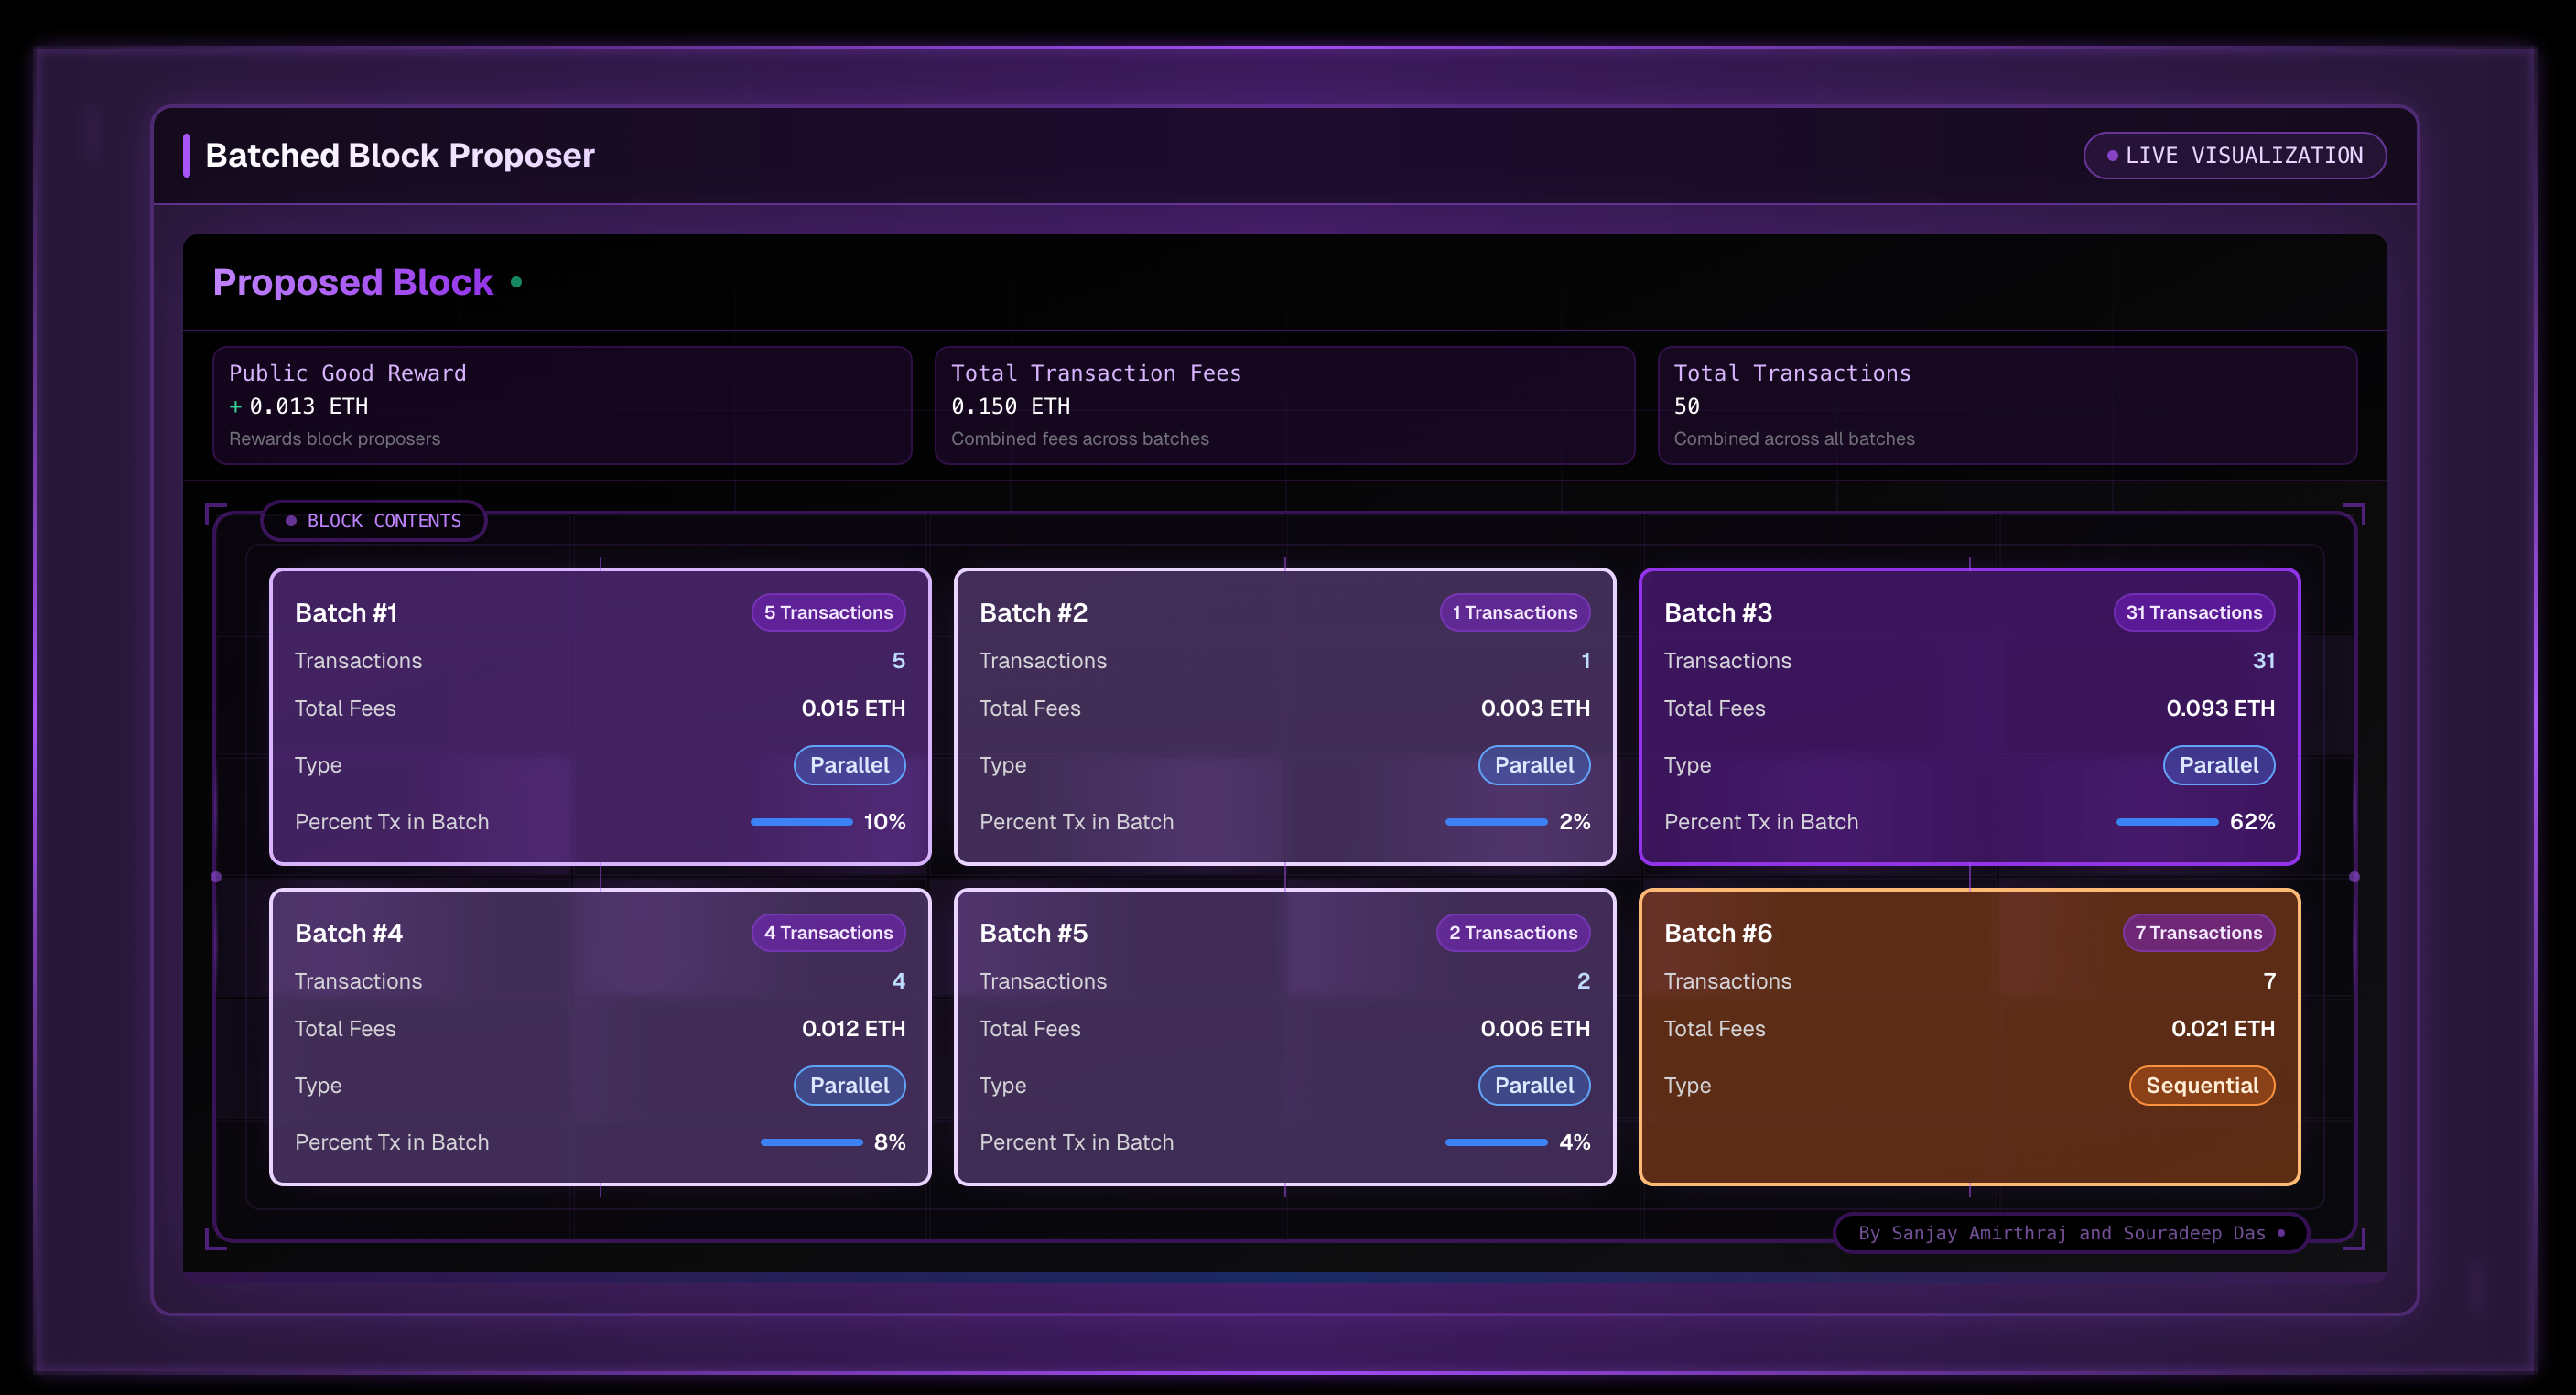 Batched Block Proposer
LIVE VISUALIZATION
Proposed Block
Public Good Reward
+ 0.013 ETH
Rewards block proposers
Total Transaction Fees
0.150 ETH
Combined fees across batches
Total Transactions
50
Combined across all batches
BLOCK CONTENTS
Batch #1
5 Transactions
Transactions
5
Total Fees
0.015 ETH
Type
Parallel
Percent Tx in Batch
10%
Batch #2
1 Transactions
Transactions
1
Total Fees
0.003 ETH
Type
Parallel
Percent Tx in Batch
2%
Batch #3
31 Transactions
Transactions
31
Total Fees
0.093 ETH
Type
Parallel
Percent Tx in Batch
62%
Batch #4
4 Transactions
Transactions
4
Total Fees
0.012 ETH
Type
Parallel
Percent Tx in Batch
8%
Batch #5
2 Transactions
Transactions
2
Total Fees
0.006 ETH
Type
Parallel
Percent Tx in Batch
4%
Batch #6
7 Transactions
Transactions
7
Total Fees
0.021 ETH
Type
Sequential
By Sanjay Amirthraj and Souradeep Das